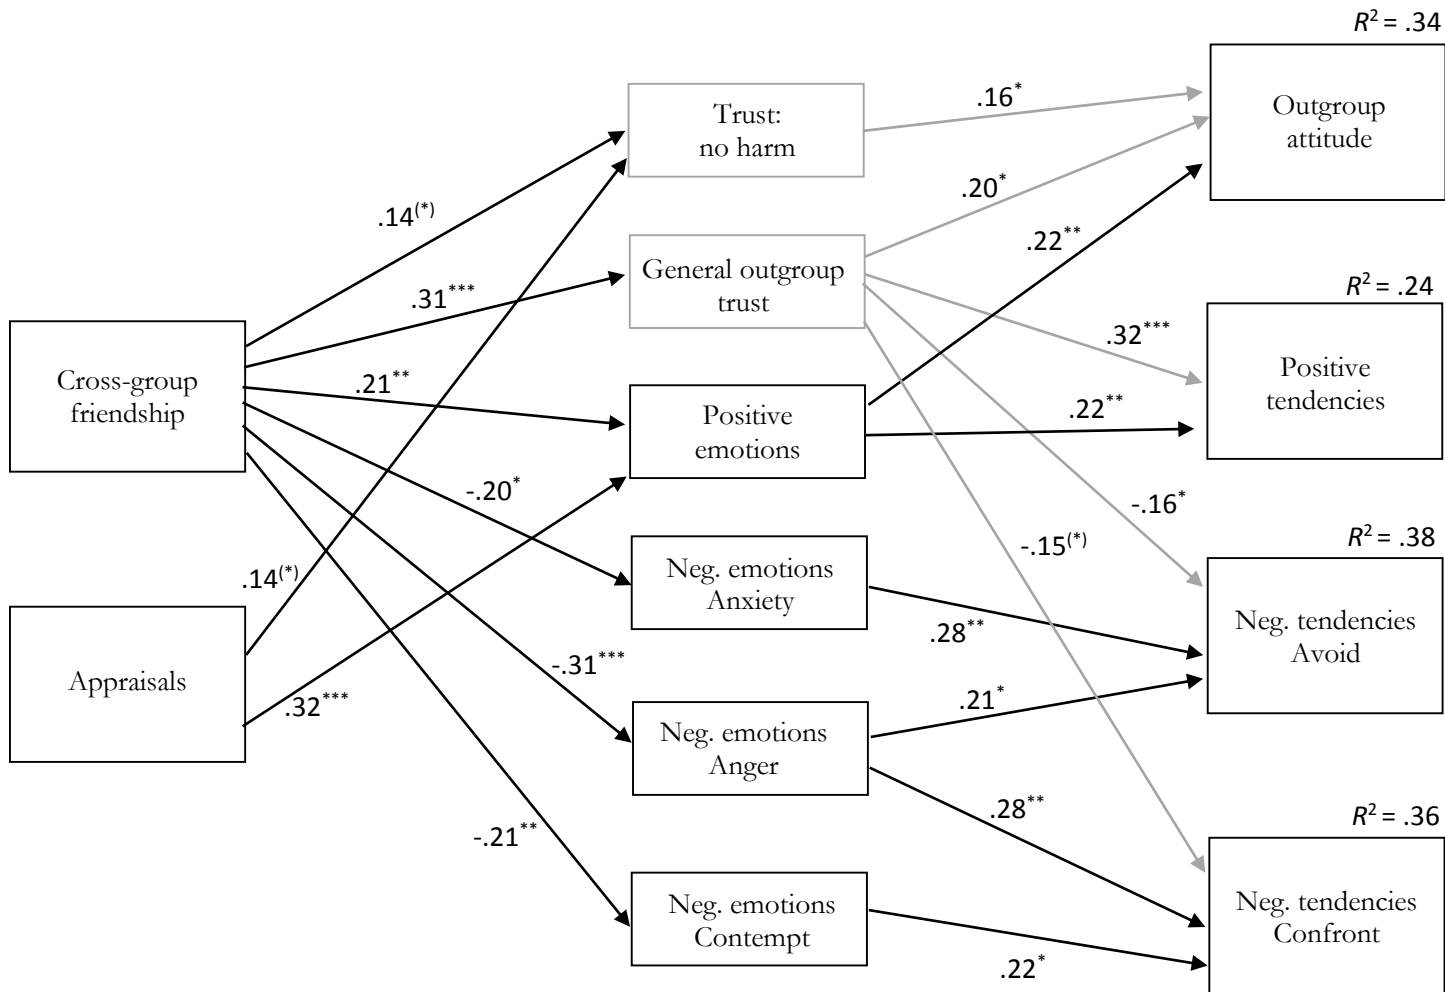 R² = .34
Trust:
no harm
.16*
Outgroup
attitude
.14(*)
.20*
.22**
General outgroup
trust
.31***
R² = .24
Cross-group
friendship
.21**
Positive
emotions
.32***
.22**
Positive
tendencies
-.20*
-.16*
-.15(*)
R² = .38
Neg. emotions
Anxiety
.14(*)
.28**
Neg. tendencies
Avoid
Appraisals
.32***
-.31***
.21*
Neg. emotions
Anger
.28**
R² = .36
-.21**
Neg. emotions
Contempt
.22*
Neg. tendencies
Confront